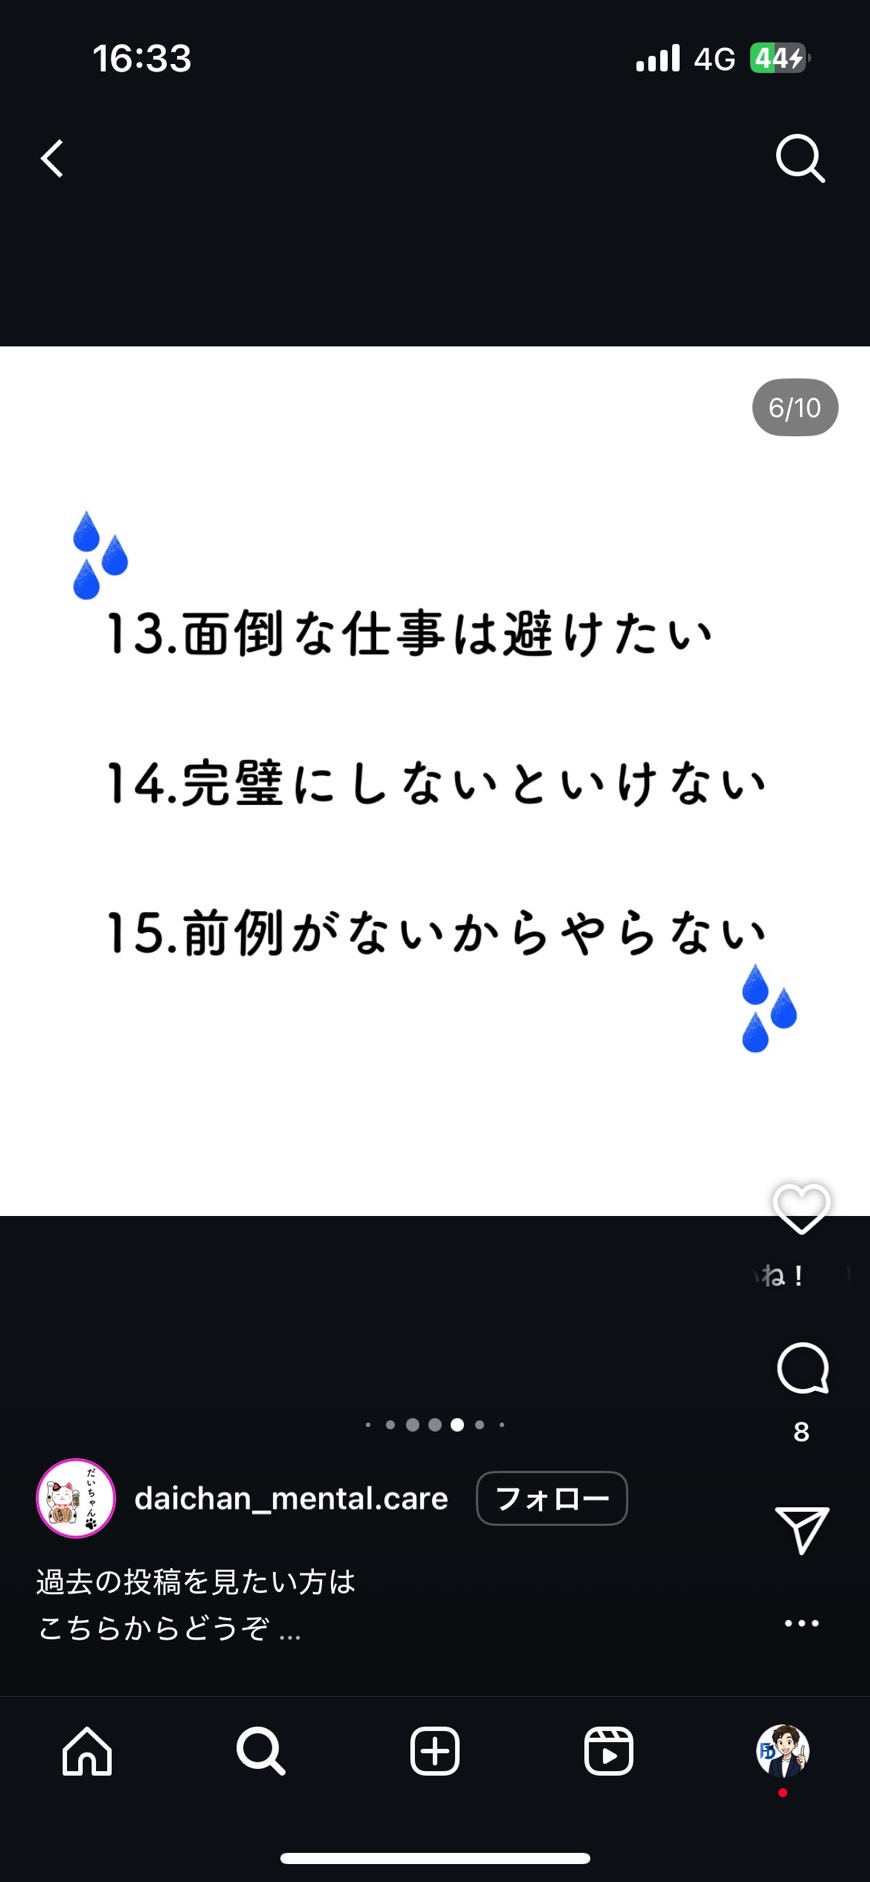 16:33
4G 44
6/10
13.面倒な仕事は避けたい
14.完璧にしないといけない
15.前例がないからやらない
ね！
8
だいちゃん
daichan_mental.care
フォロー
過去の投稿を見たい方は
こちらからどうぞ ...